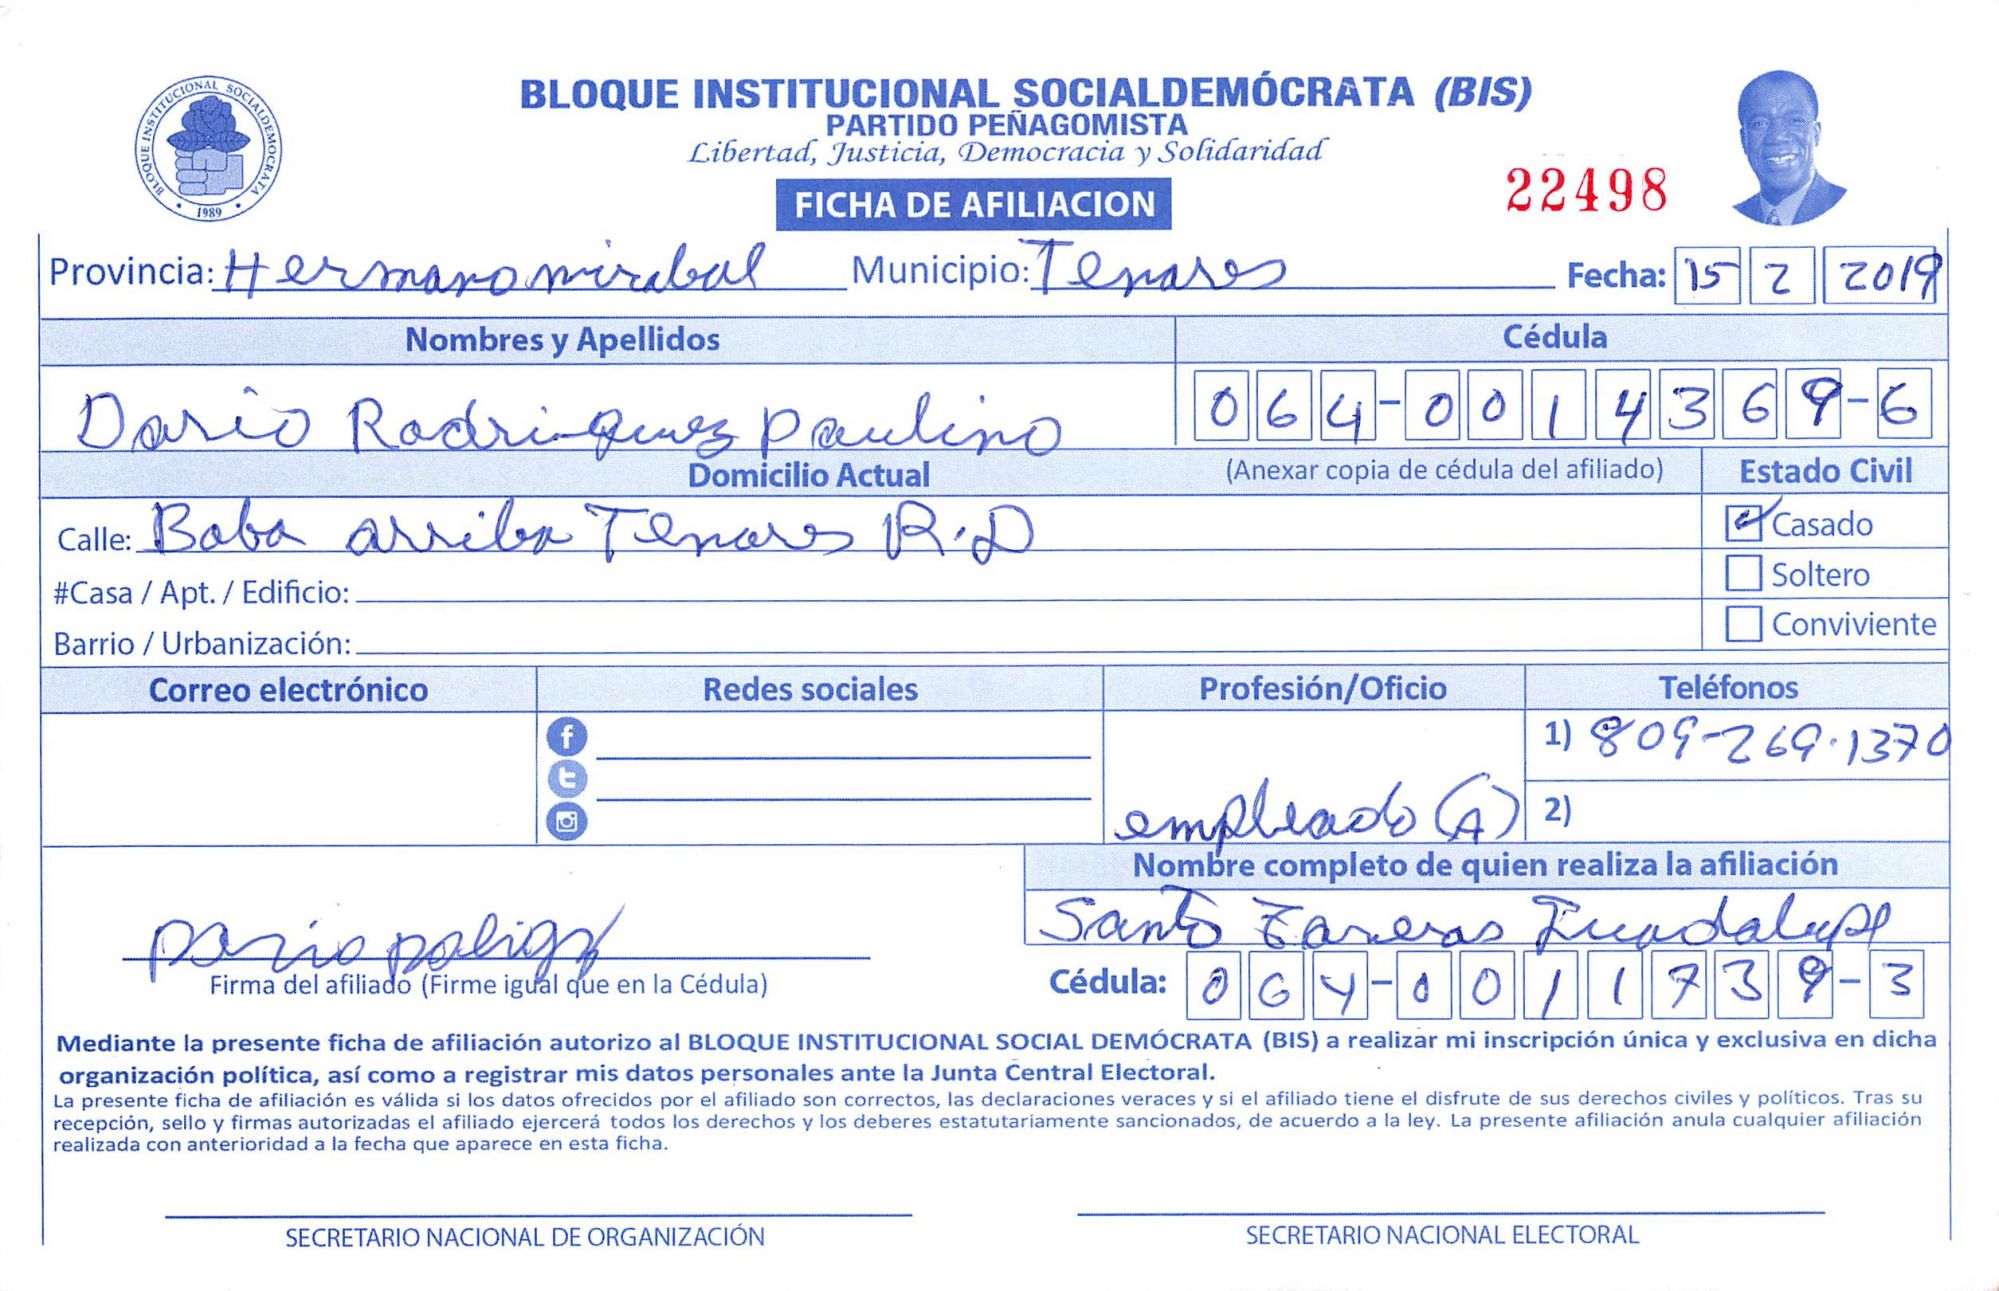 BLOQUE INSTITUCIONAL SOCIALDEMÓCRATA (BIS)
PARTIDO PEÑAGOMISTA
Libertad, Justicia, Democracia y Solidaridad
BLOQUE INSTITUCIONAL SOCIALDEMOCRATA
• 1989 •
22498
FICHA DE AFILIACION
Provincia: Hermanomirabal Municipio: Tenares Fecha: 15 2 2019
Nombres y Apellidos Cédula
Dario Rodriguez Paulino 064-0014369-6
Domicilio Actual (Anexar copia de cédula del afiliado) Estado Civil
Calle: Boba arriba Tenares R.D Casado
#Casa / Apt. / Edificio: Soltero
Barrio / Urbanización: Conviviente
Correo electrónico Redes sociales Profesión/Oficio Teléfonos
1) 809-269-1370
empleado (A) 2)
Nombre completo de quien realiza la afiliación
Santo Guadalupe
Firma del afiliado (Firme igual que en la Cédula) Cédula: 064-0011739-3
Mediante la presente ficha de afiliación autorizo al BLOQUE INSTITUCIONAL SOCIAL DEMÓCRATA (BIS) a realizar mi inscripción única y exclusiva en dicha
organización política, así como a registrar mis datos personales ante la Junta Central Electoral.
La presente ficha de afiliación es válida si los datos ofrecidos por el afiliado son correctos, las declaraciones veraces y si el afiliado tiene el disfrute de sus derechos civiles y políticos. Tras su
recepción, sello y firmas autorizadas el afiliado ejercerá todos los derechos y los deberes estatutariamente sancionados, de acuerdo a la ley. La presente afiliación anula cualquier afiliación
realizada con anterioridad a la fecha que aparece en esta ficha.
SECRETARIO NACIONAL DE ORGANIZACIÓN SECRETARIO NACIONAL ELECTORAL